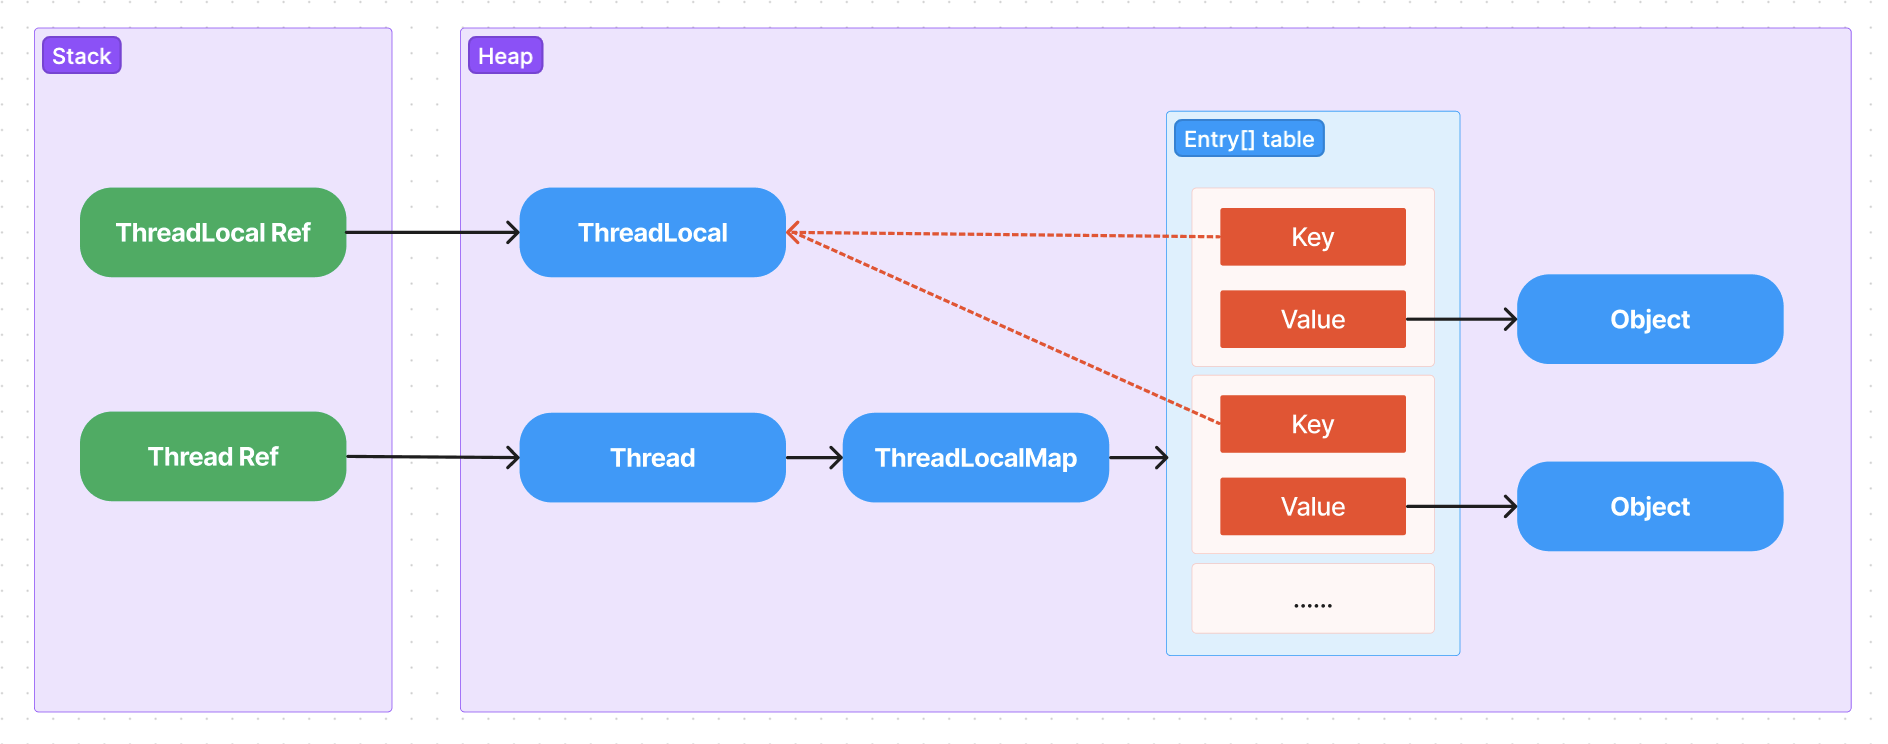 Stack
Heap
Entry[] table
ThreadLocal Ref
ThreadLocal
Key
Value
Object
Thread Ref
Thread
ThreadLocalMap
Key
Value
Object
......